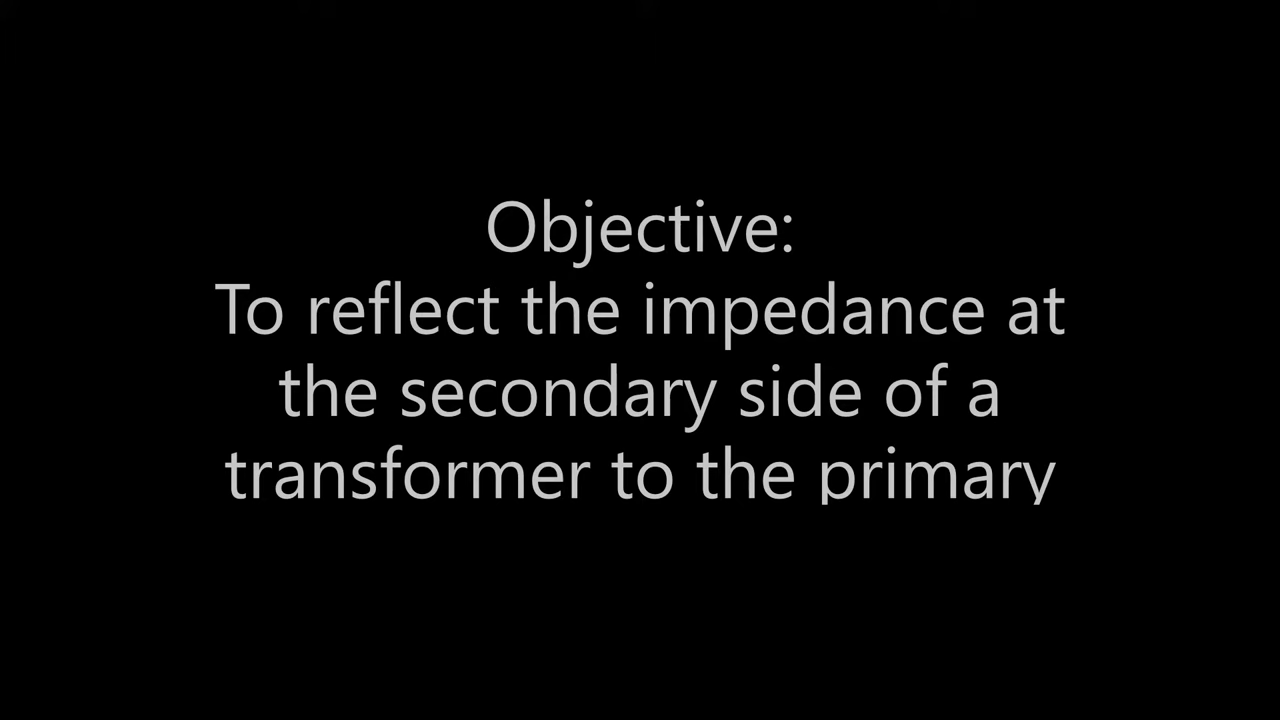 Objective:
To reflect the impedance at
the secondary side of a
transformer to the primary